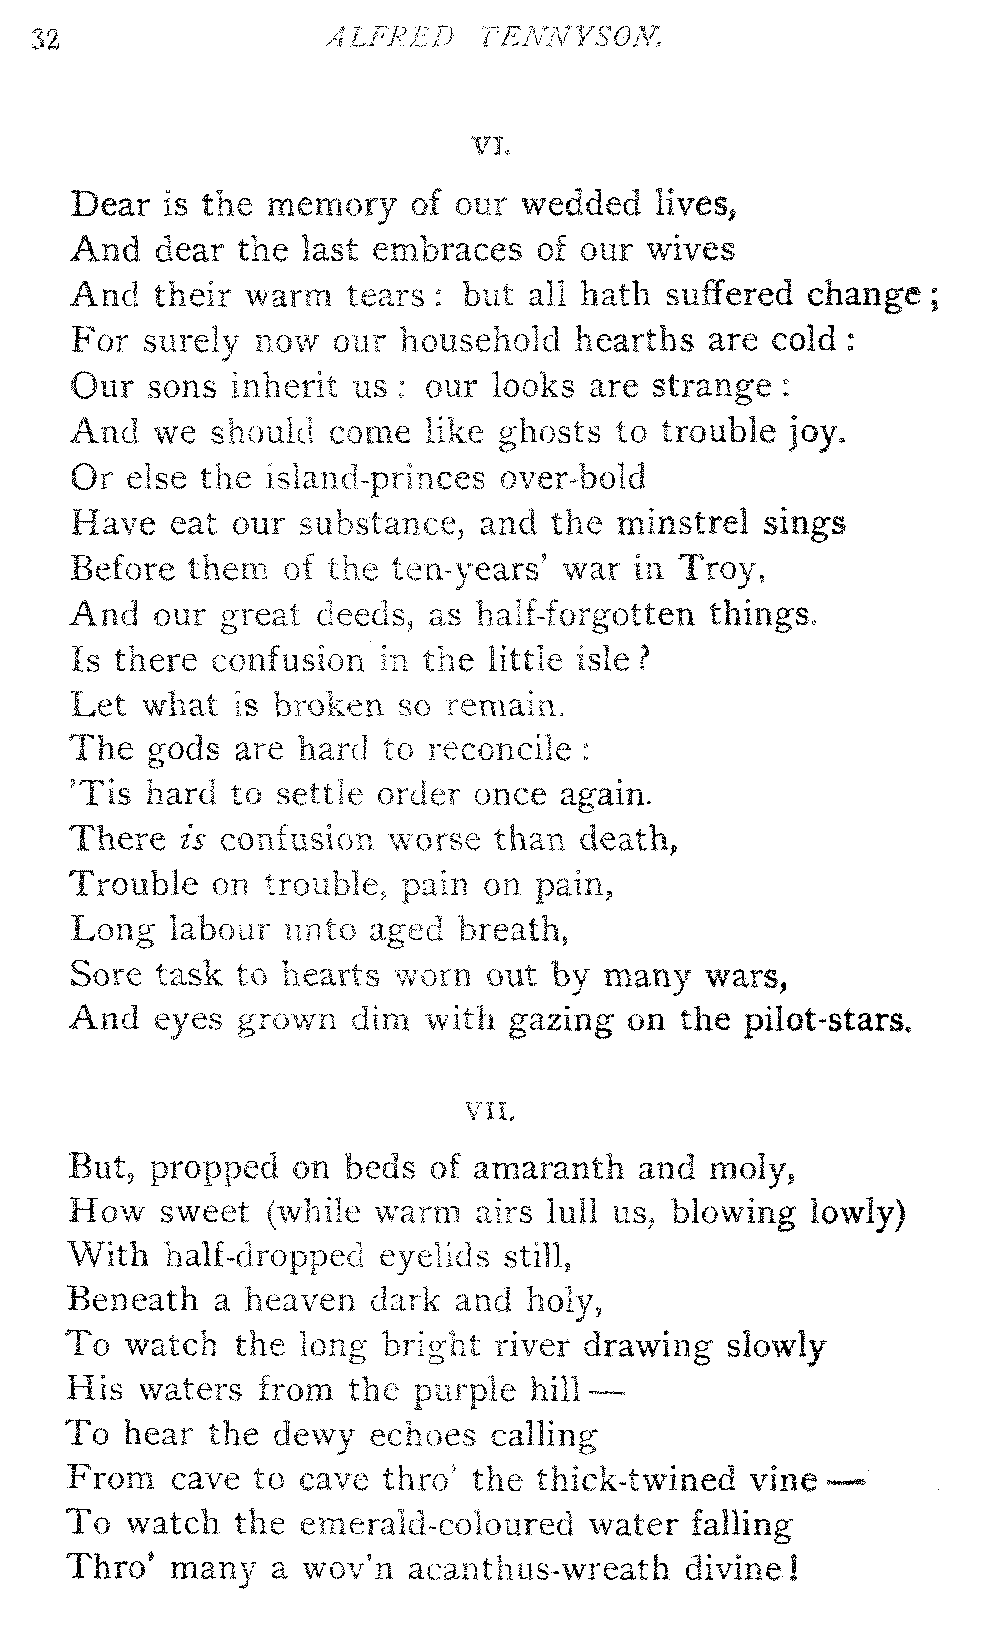 32 ALFRED TENNYSON.
VI.
Dear is the memory of our wedded lives,
And dear the last embraces of our wives
And their warm tears : but all hath suffered change ;
For surely now our household hearths are cold :
Our sons inherit us : our looks are strange :
And we should come like ghosts to trouble joy.
Or else the island-princes over-bold
Have eat our substance, and the minstrel sings
Before them of the ten-years' war in Troy,
And our great deeds, as half-forgotten things.
Is there confusion in the little isle ?
Let what is broken so remain.
The gods are hard to reconcile :
'Tis hard to settle order once again.
There is confusion worse than death,
Trouble on trouble, pain on pain,
Long labour unto aged breath,
Sore task to hearts worn out by many wars,
And eyes grown dim with gazing on the pilot-stars.
VII.
But, propped on beds of amaranth and moly,
How sweet (while warm airs lull us, blowing lowly)
With half-dropped eyelids still,
Beneath a heaven dark and holy,
To watch the long bright river drawing slowly
His waters from the purple hill—
To hear the dewy echoes calling
From cave to cave thro' the thick-twined vine—
To watch the emerald-coloured water falling
Thro' many a wov'n acanthus-wreath divine !